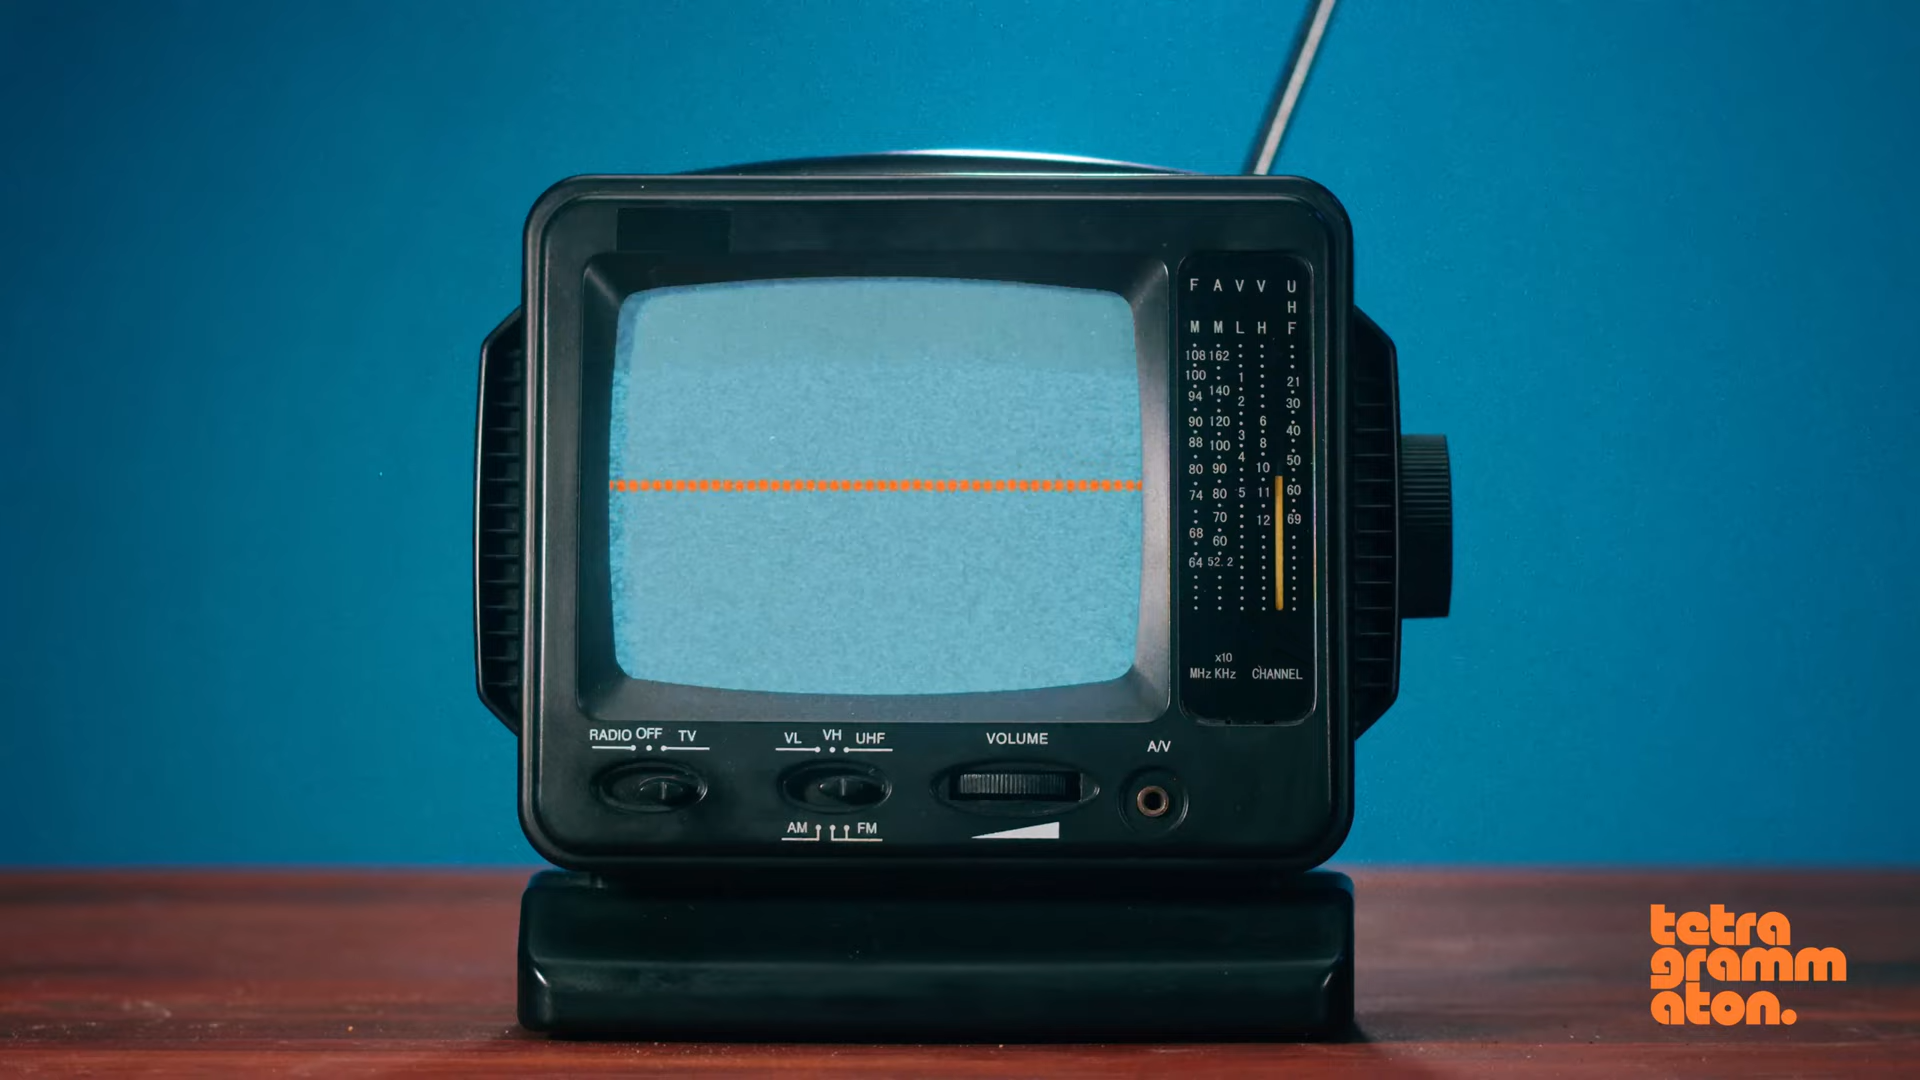 F A V V U
H
M M L H F
108 162
100 1 21
94 140 2 30
90 120 3 6 40
88 100 4 8
80 90 10 50
74 80 5 11 60
70 12 69
68 60
64 52.2
x10
MHz KHz CHANNEL
RADIO OFF TV
VL VH UHF
VOLUME
A/V
AM FM
tetra
gramm
aton.